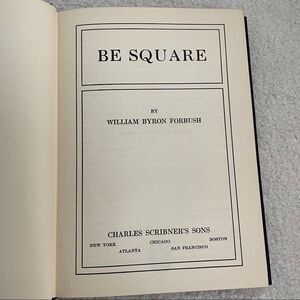 BE SQUARE
BY
WILLIAM BYRON FORBUSH
CHARLES SCRIBNER'S SONS
NEW YORK CHICAGO BOSTON
ATLANTA SAN FRANCISCO